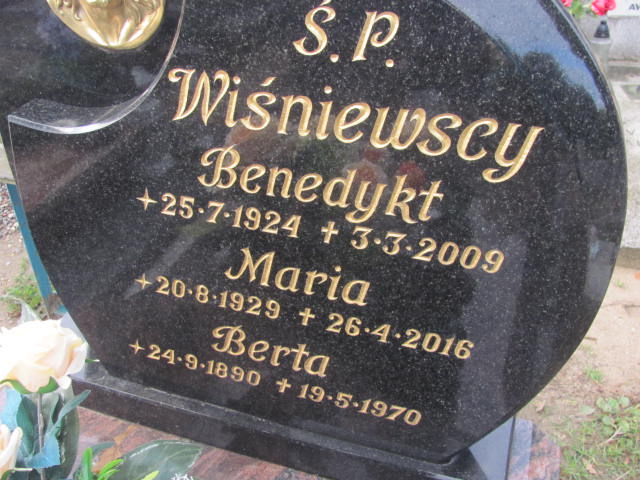 Ś.P.
Wiśniewscy
Benedykt
✦25·7·1924 ✝3·3·2009
Maria
✦20·8·1929 ✝26·4·2016
Berta
✦24·9·1890 ✝19·5·1970